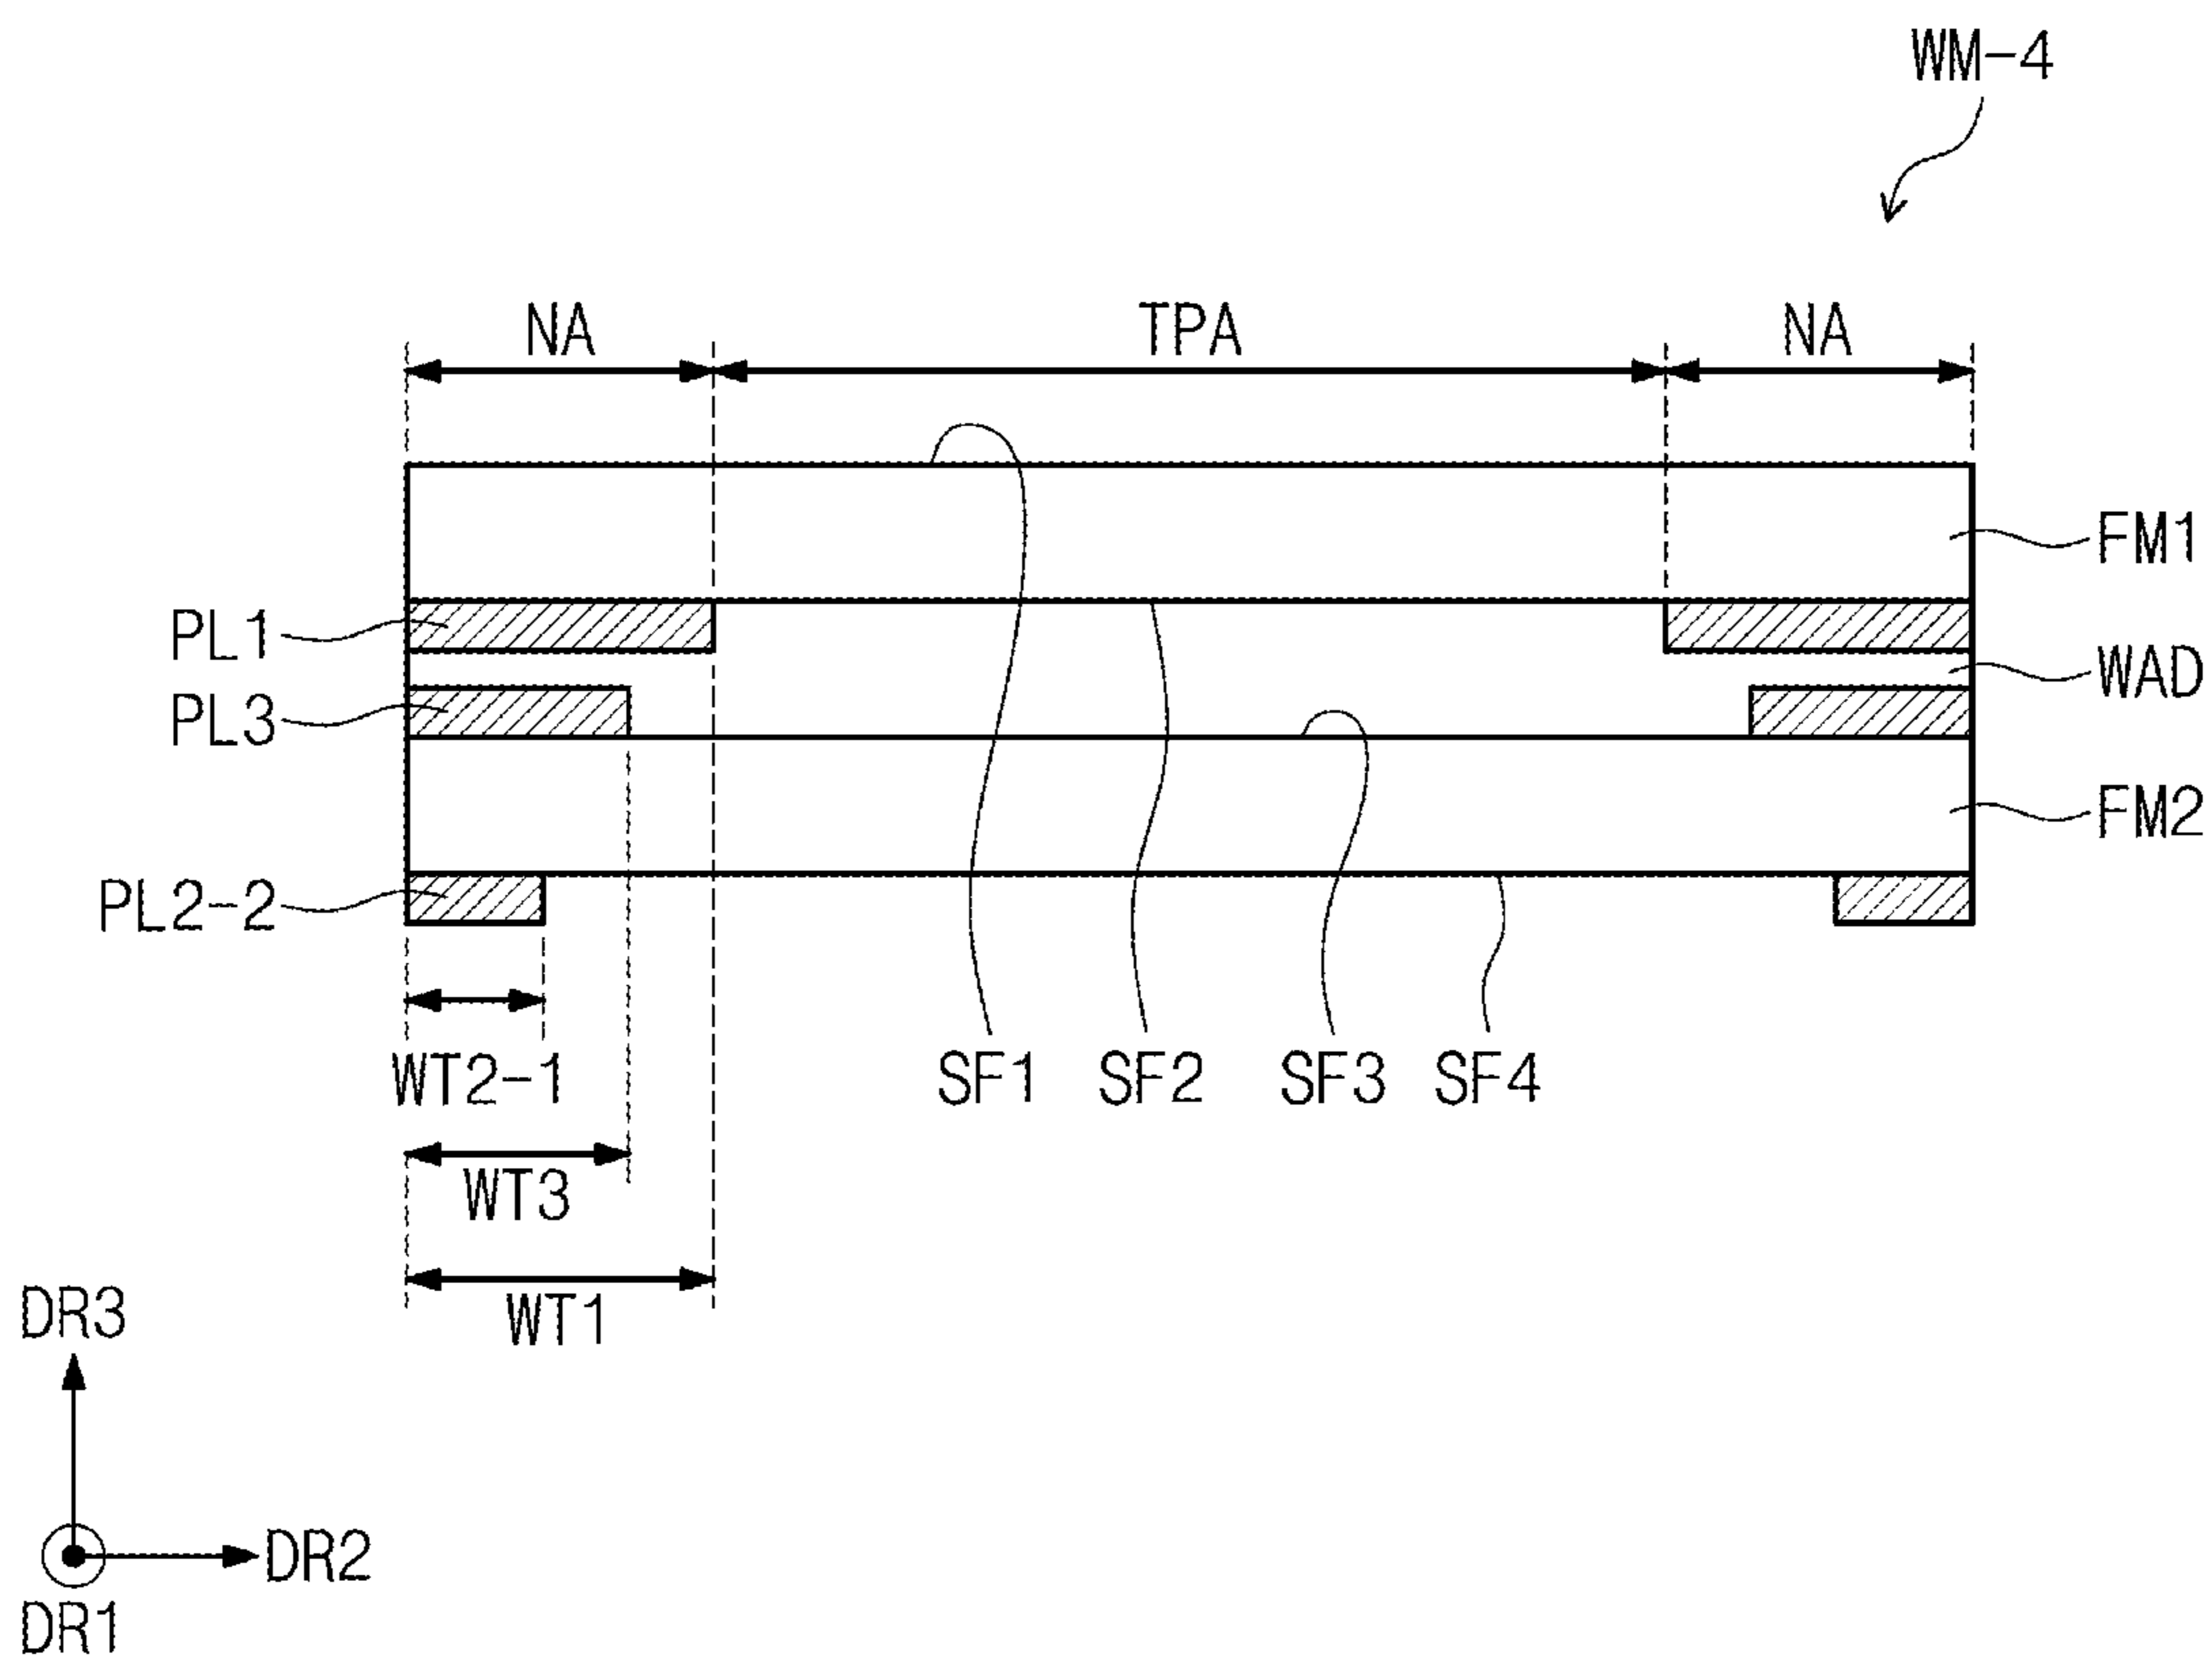 WM-4
NA TPA NA
FM1
PL1
WAD
PL3
FM2
PL2-2
WT2-1 SF1 SF2 SF3 SF4
WT3
WT1
DR3
DR2
DR1